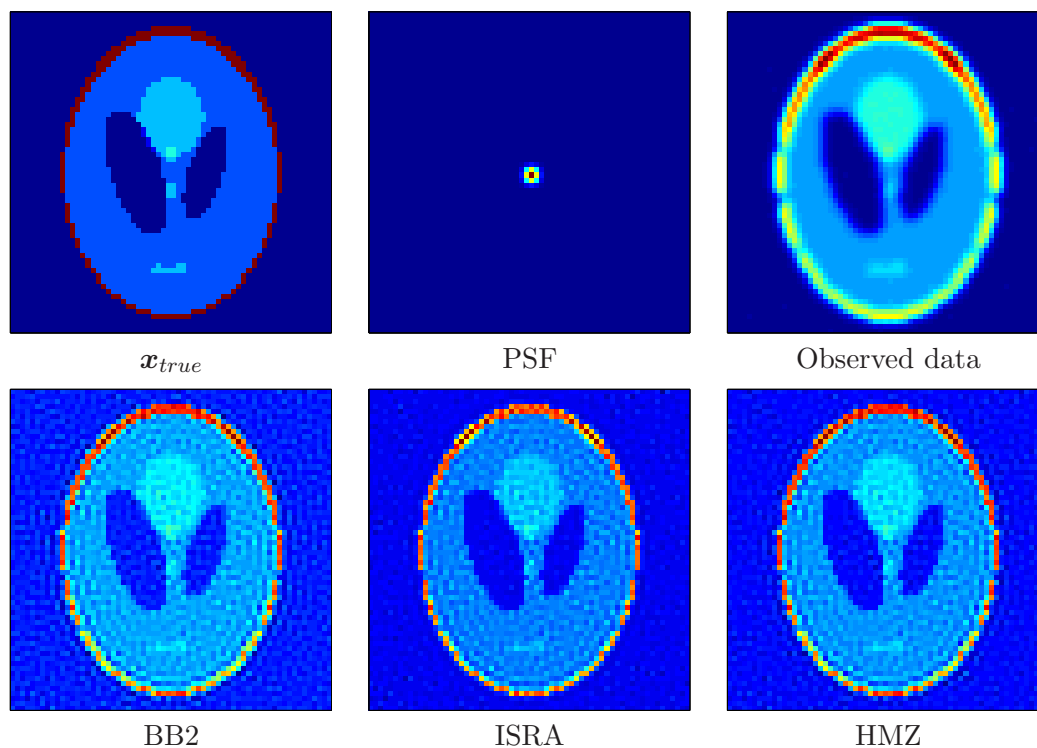 x_true
PSF
Observed data
BB2
ISRA
HMZ